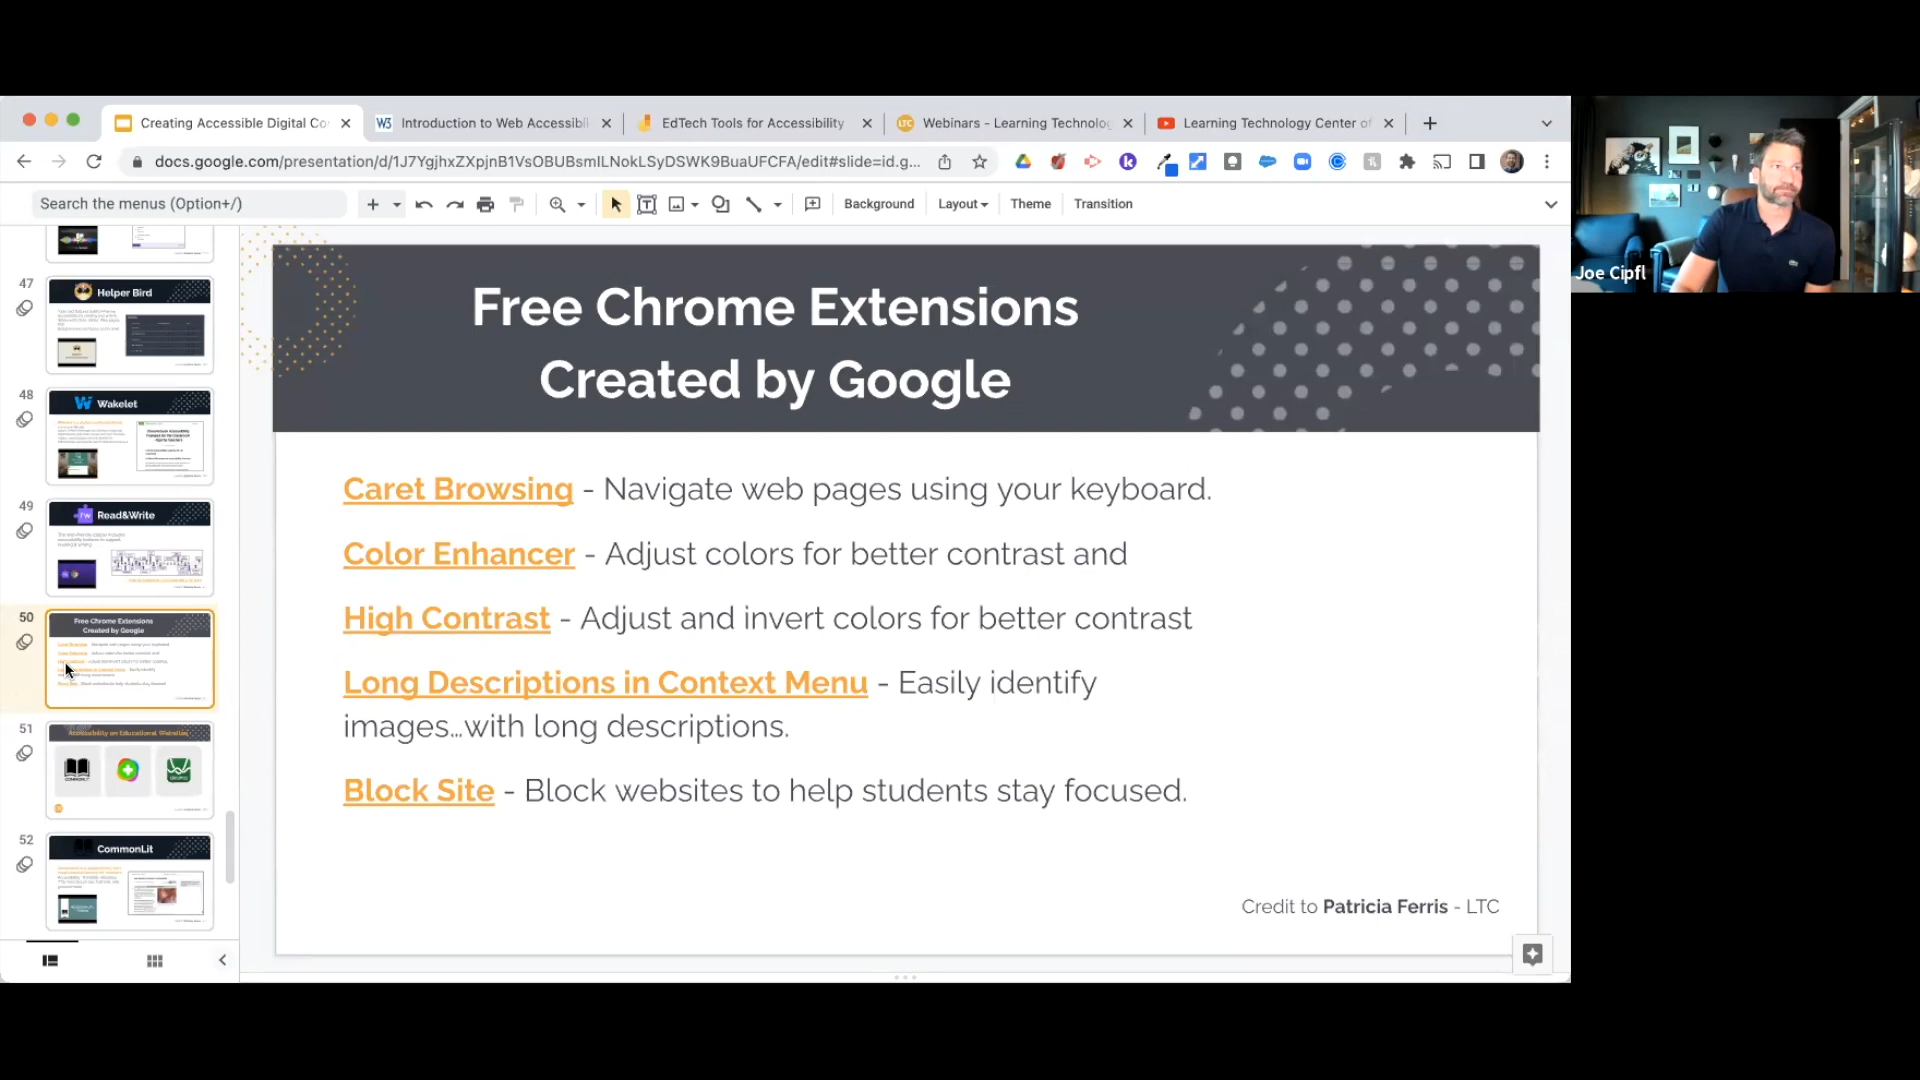 Creating Accessible Digital Co
Introduction to Web Accessibil
EdTech Tools for Accessibility
Webinars - Learning Technolog
Learning Technology Center of
docs.google.com/presentation/d/1J7YgjhxZXpjnB1VsOBUBsmlLNokLSyDSWK9BuaUFCFA/edit#slide=id.g...
Search the menus (Option+/)
Background
Layout
Theme
Transition
Joe Cipfl
47
Helper Bird
48
Wakelet
49
Read&Write
50
Free Chrome Extensions
Created by Google
51
Accessibility on Educational Websites
52
CommonLit
Free Chrome Extensions
Created by Google
Caret Browsing - Navigate web pages using your keyboard.
Color Enhancer - Adjust colors for better contrast and
High Contrast - Adjust and invert colors for better contrast
Long Descriptions in Context Menu - Easily identify
images...with long descriptions.
Block Site - Block websites to help students stay focused.
Credit to Patricia Ferris - LTC